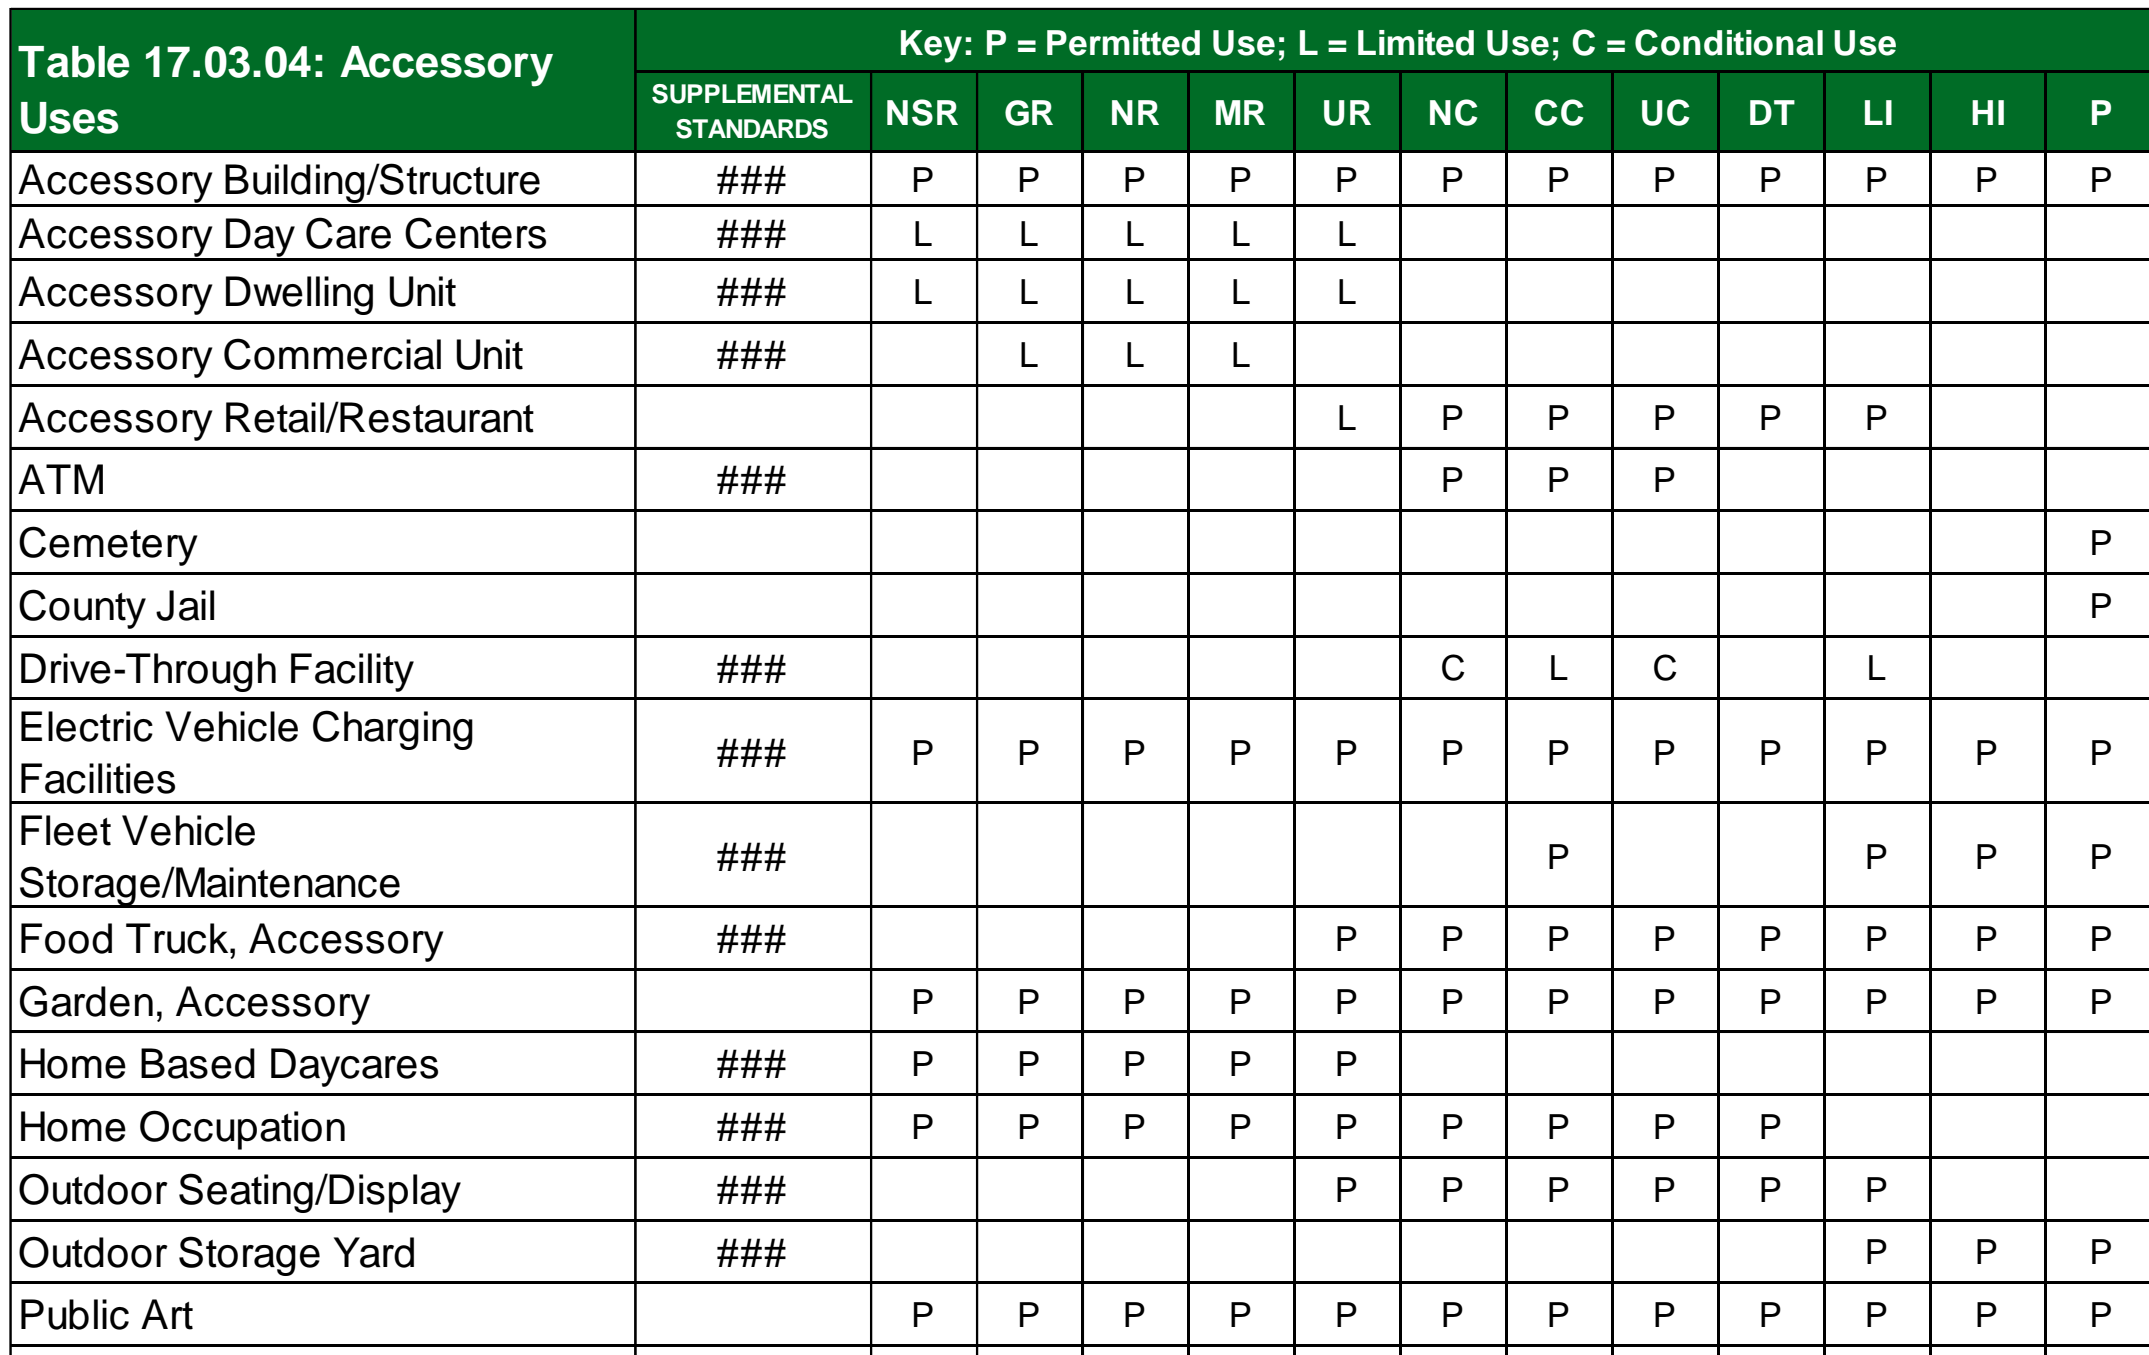 Table 17.03.04: Accessory Uses
Key: P = Permitted Use; L = Limited Use; C = Conditional Use
SUPPLEMENTAL STANDARDS NSR GR NR MR UR NC CC UC DT LI HI P
Accessory Building/Structure ### P P P P P P P P P P P P
Accessory Day Care Centers ### L L L L L
Accessory Dwelling Unit ### L L L L L
Accessory Commercial Unit ### L L L
Accessory Retail/Restaurant L P P P P P
ATM ### P P P
Cemetery P
County Jail P
Drive-Through Facility ### C L C L
Electric Vehicle Charging
Facilities ### P P P P P P P P P P P P
Fleet Vehicle
Storage/Maintenance ### P P P P
Food Truck, Accessory ### P P P P P P P P
Garden, Accessory P P P P P P P P P P P P
Home Based Daycares ### P P P P P
Home Occupation ### P P P P P P P P P
Outdoor Seating/Display ### P P P P P P
Outdoor Storage Yard ### P P P
Public Art P P P P P P P P P P P P